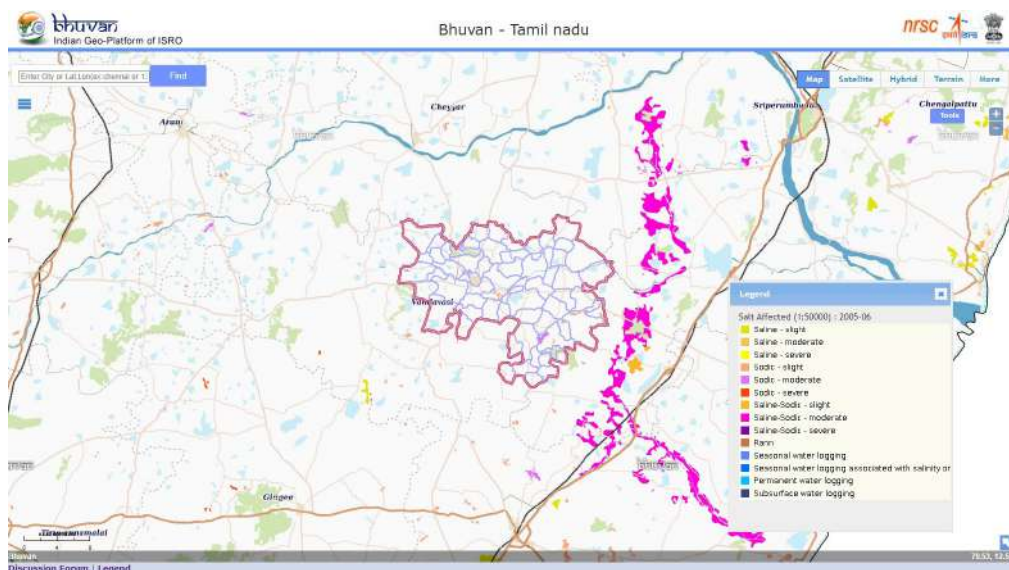 bhuvan
Indian Geo-Platform of ISRO
Bhuvan - Tamil nadu
nrsc
Find
Map
Satellite
Hybrid
Terrain
More
Tools
Cheyyar
Arani
Chengalpattu
Vandavasi
Gingee
Legend
Salt Affected (1:50000) : 2005-06
Saline - slight
Saline - moderate
Saline - severe
Sodic - slight
Sodic - moderate
Sodic - severe
Saline-Sodic - slight
Saline-Sodic - moderate
Saline-Sodic - severe
Rann
Seasonal water logging
Seasonal water logging associated with salinity or
Permanent water logging
Subsurface water logging
Bhuvan
Discussion Forum | Legend